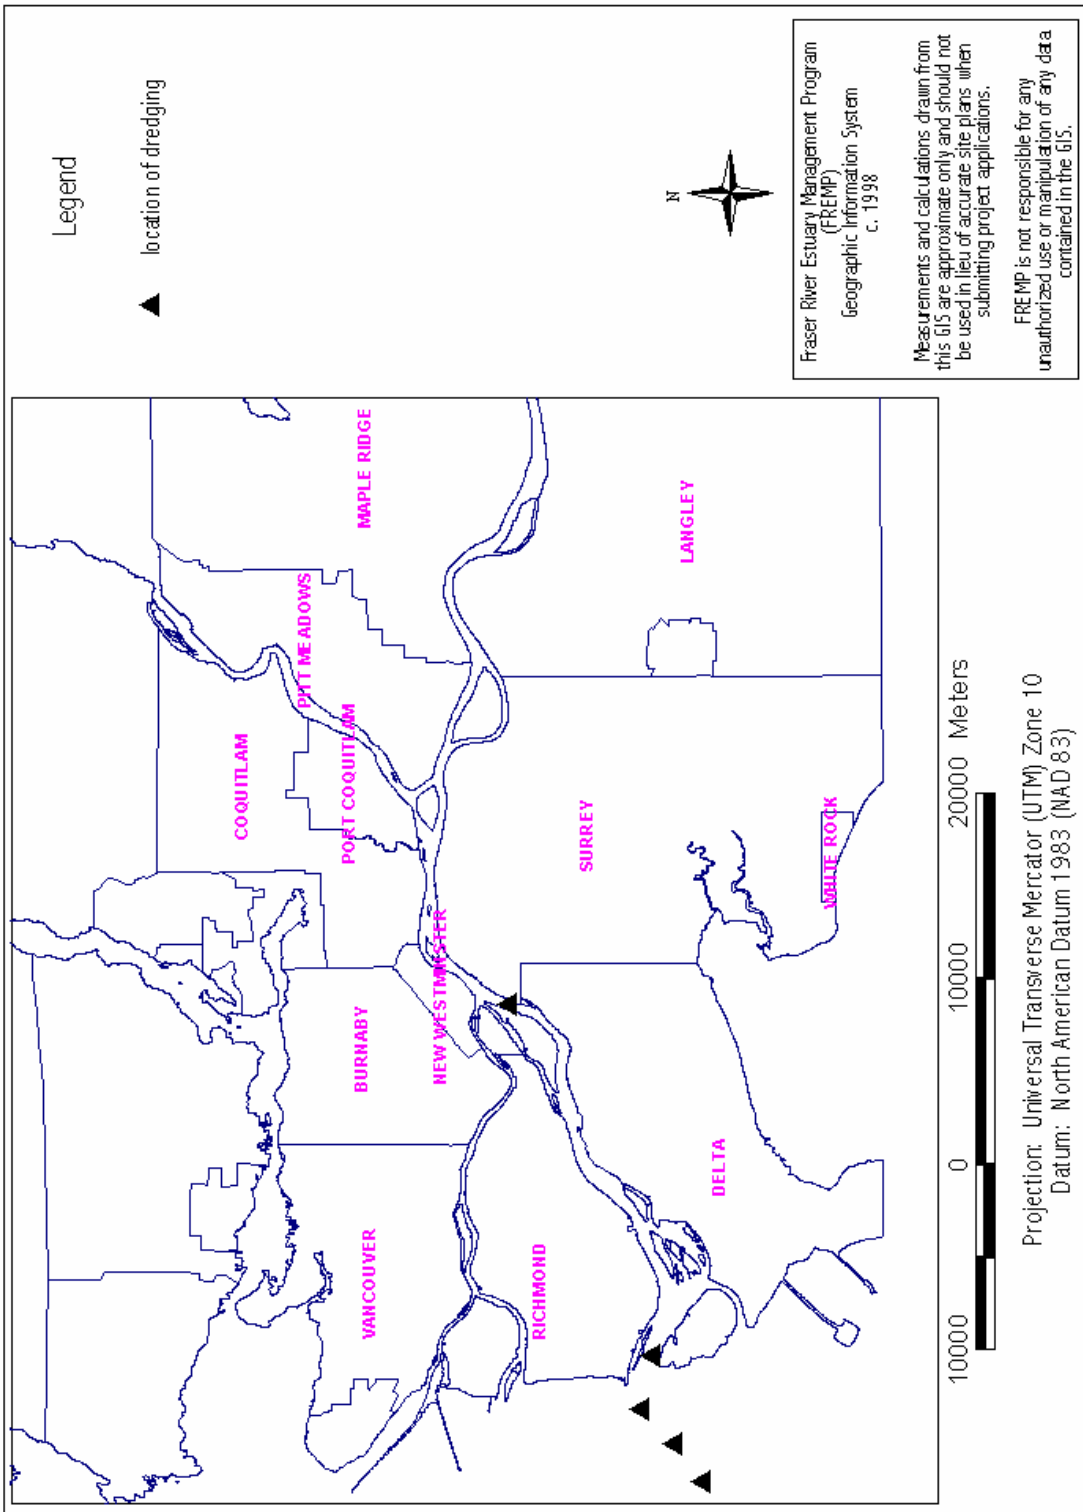 Legend
location of dredging
N
Fraser River Estuary Management Program
(FREMP)
Geographic Information System
c. 1998
Measurements and calculations drawn from
this GIS are approximate only and should not
be used in lieu of accurate site plans when
submitting project applications.
FREMP is not responsible for any
unauthorized use or manipulation of any data
contained in the GIS.
COQUITLAM
PITT MEADOWS
MAPLE RIDGE
PORT COQUITLAM
VANCOUVER
BURNABY
NEW WESTMINSTER
RICHMOND
SURREY
LANGLEY
DELTA
WHITE ROCK
10000 0 10000 20000 Meters
Projection: Universal Transverse Mercator (UTM) Zone 10
Datum: North American Datum 1983 (NAD 83)